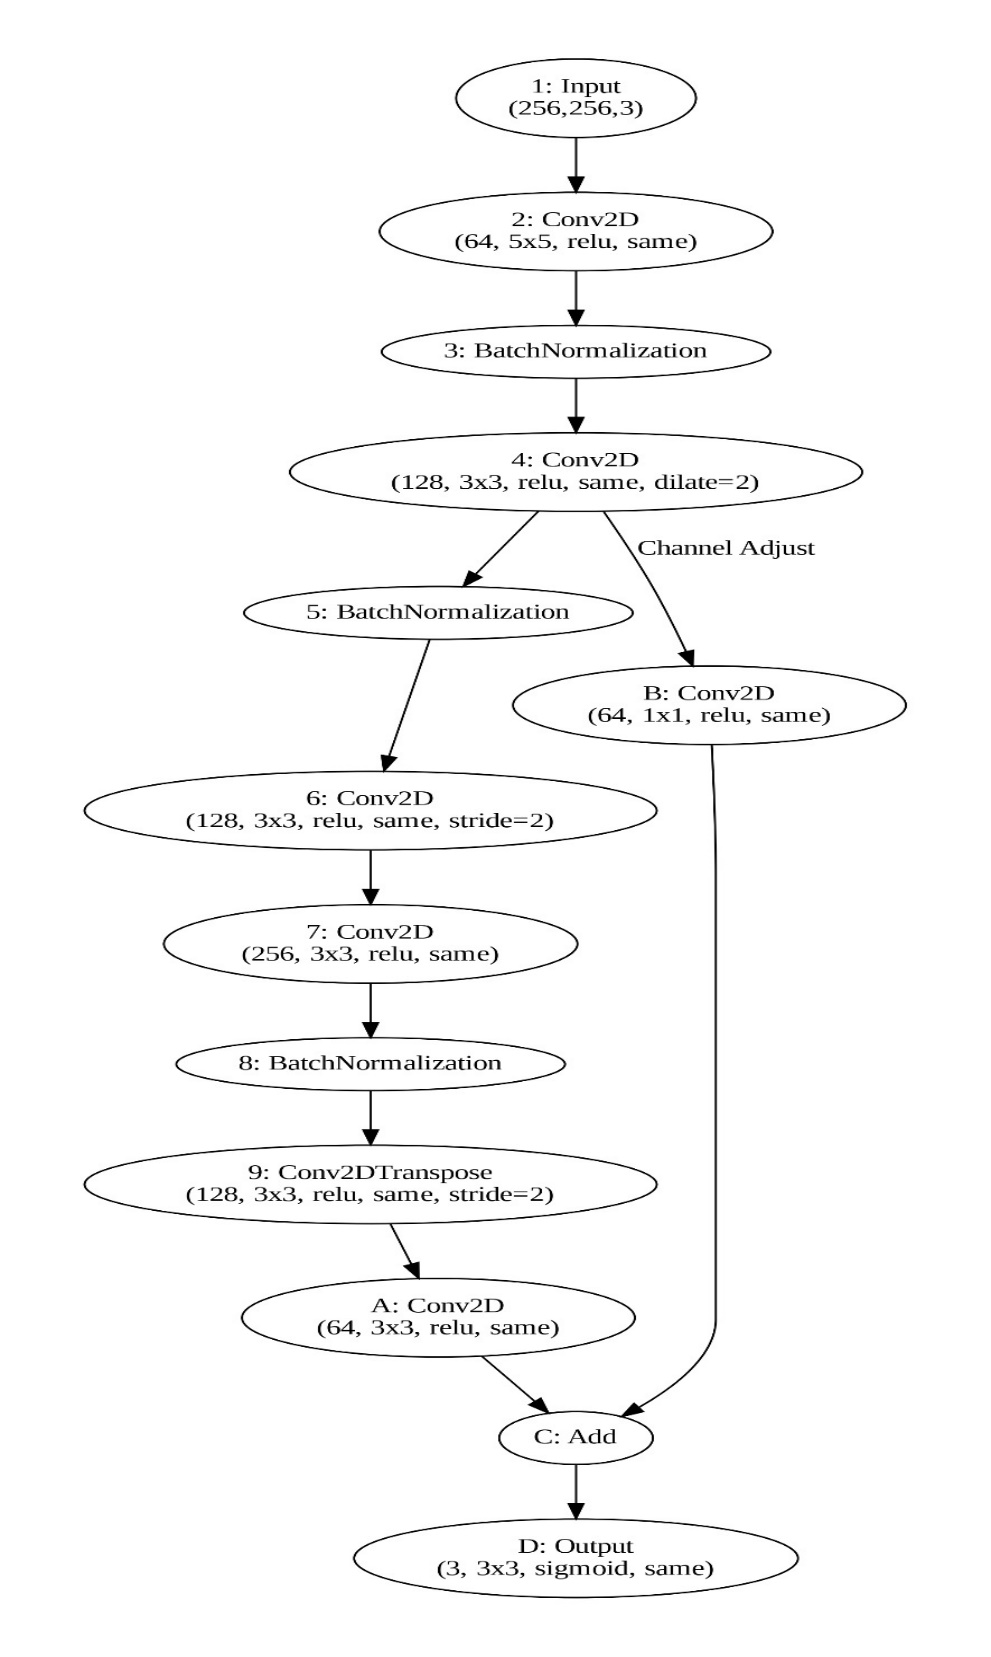 1: Input
(256,256,3)
2: Conv2D
(64, 5x5, relu, same)
3: BatchNormalization
4: Conv2D
(128, 3x3, relu, same, dilate=2)
Channel Adjust
5: BatchNormalization
B: Conv2D
(64, 1x1, relu, same)
6: Conv2D
(128, 3x3, relu, same, stride=2)
7: Conv2D
(256, 3x3, relu, same)
8: BatchNormalization
9: Conv2DTranspose
(128, 3x3, relu, same, stride=2)
A: Conv2D
(64, 3x3, relu, same)
C: Add
D: Output
(3, 3x3, sigmoid, same)